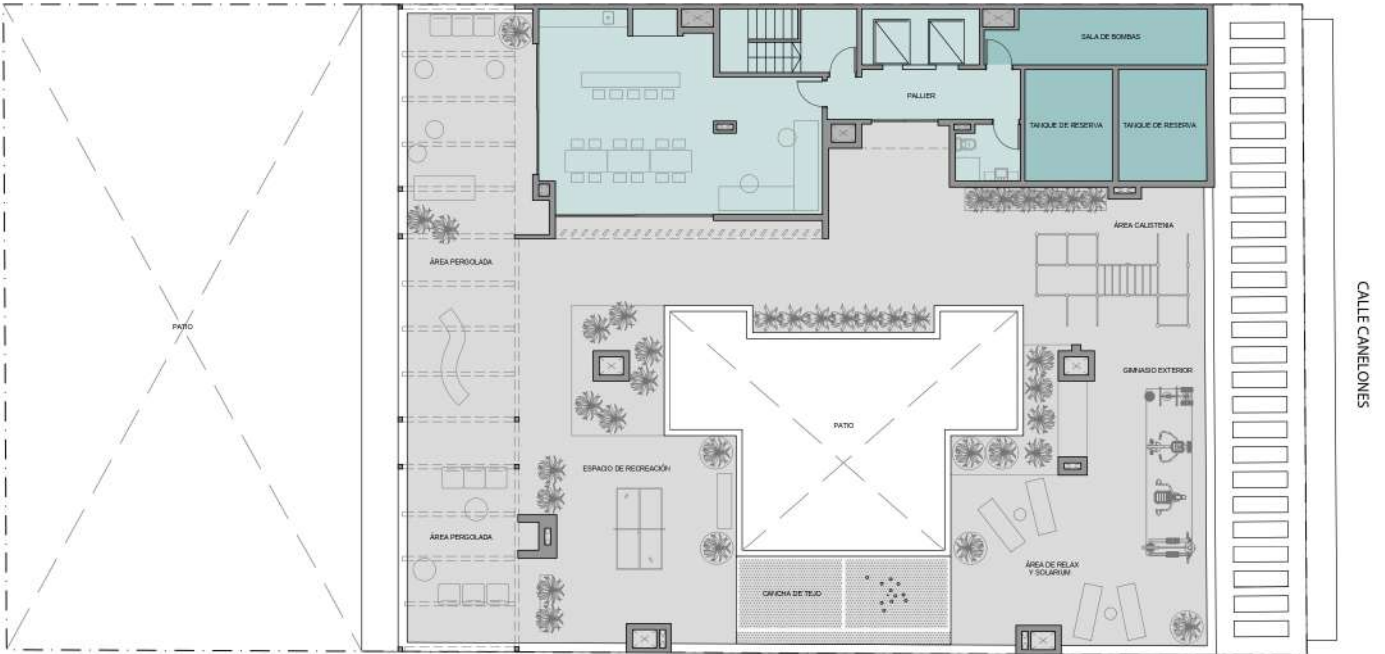 SALA DE BOMBAS
PALLIER
TANQUE DE RESERVA
TANQUE DE RESERVA
ÁREA CALISTENIA
ÁREA PERGOLADA
CALLE CANELONES
PATIO
GIMNASIO EXTERIOR
PATIO
ESPACIO DE RECREACIÓN
ÁREA PERGOLADA
ÁREA DE RELAX
Y SOLARIUM
CANCHA DE TEJO